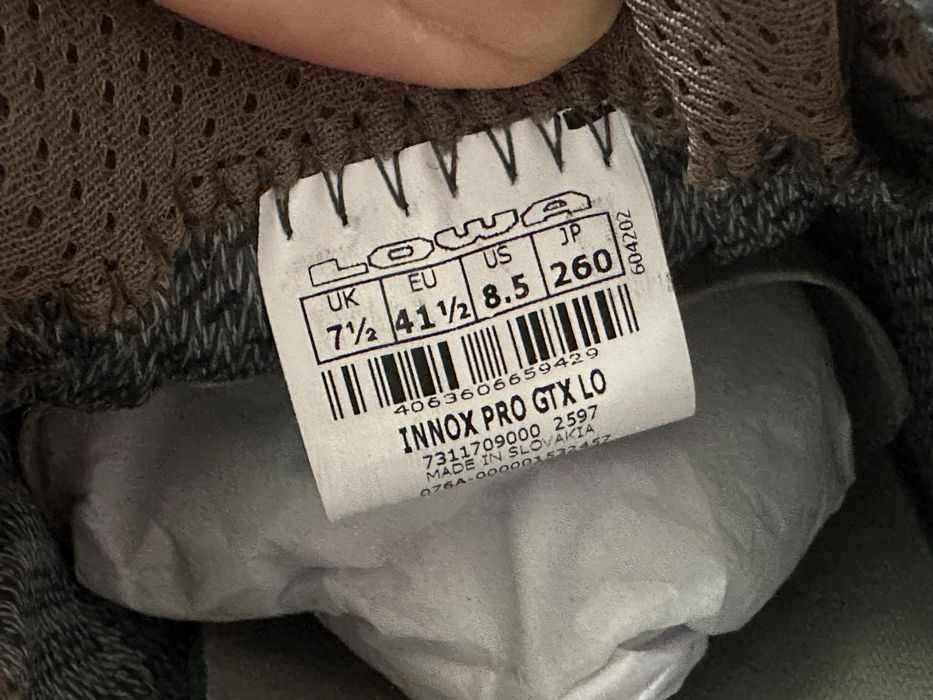 LOWA
UK EU US JP
7½ 41½ 8.5 260
604202
4063606659429
INNOX PRO GTX LO
7311709000 2597
MADE IN SLOVAKIA